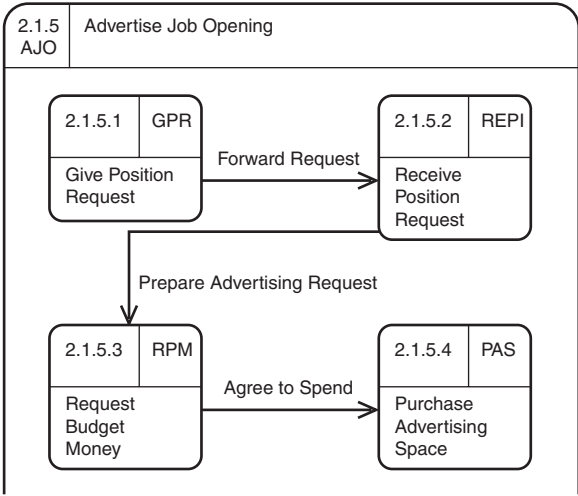 2.1.5
AJO
Advertise Job Opening
2.1.5.1
GPR
Give Position
Request
Forward Request
2.1.5.2
REPI
Receive
Position
Request
Prepare Advertising Request
2.1.5.3
RPM
Request
Budget
Money
Agree to Spend
2.1.5.4
PAS
Purchase
Advertising
Space